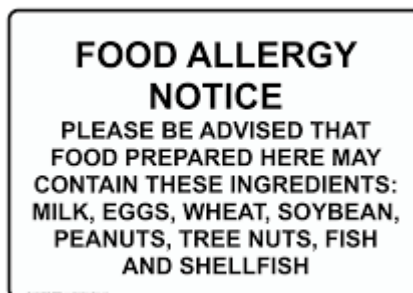 FOOD ALLERGY
NOTICE
PLEASE BE ADVISED THAT
FOOD PREPARED HERE MAY
CONTAIN THESE INGREDIENTS:
MILK, EGGS, WHEAT, SOYBEAN,
PEANUTS, TREE NUTS, FISH
AND SHELLFISH